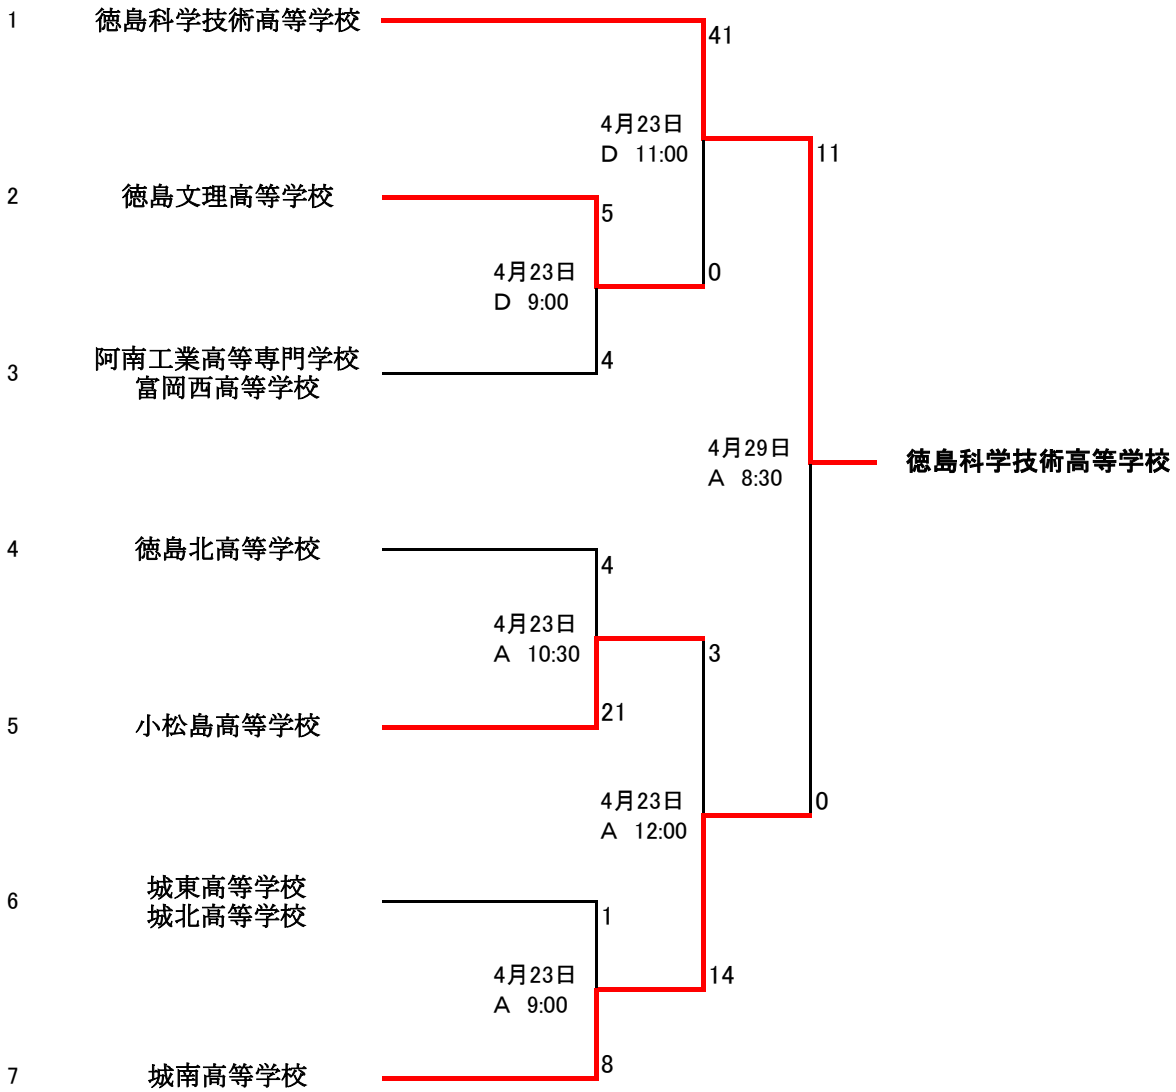 1 徳島科学技術高等学校
41
4月23日
D 11:00
11
2 徳島文理高等学校
5
4月23日
D 9:00
0
3 阿南工業高等専門学校
富岡西高等学校
4
4月29日
A 8:30
徳島科学技術高等学校
4 徳島北高等学校
4
4月23日
A 10:30
3
5 小松島高等学校
21
4月23日
A 12:00
0
6 城東高等学校
城北高等学校
1
4月23日
A 9:00
14
7 城南高等学校
8